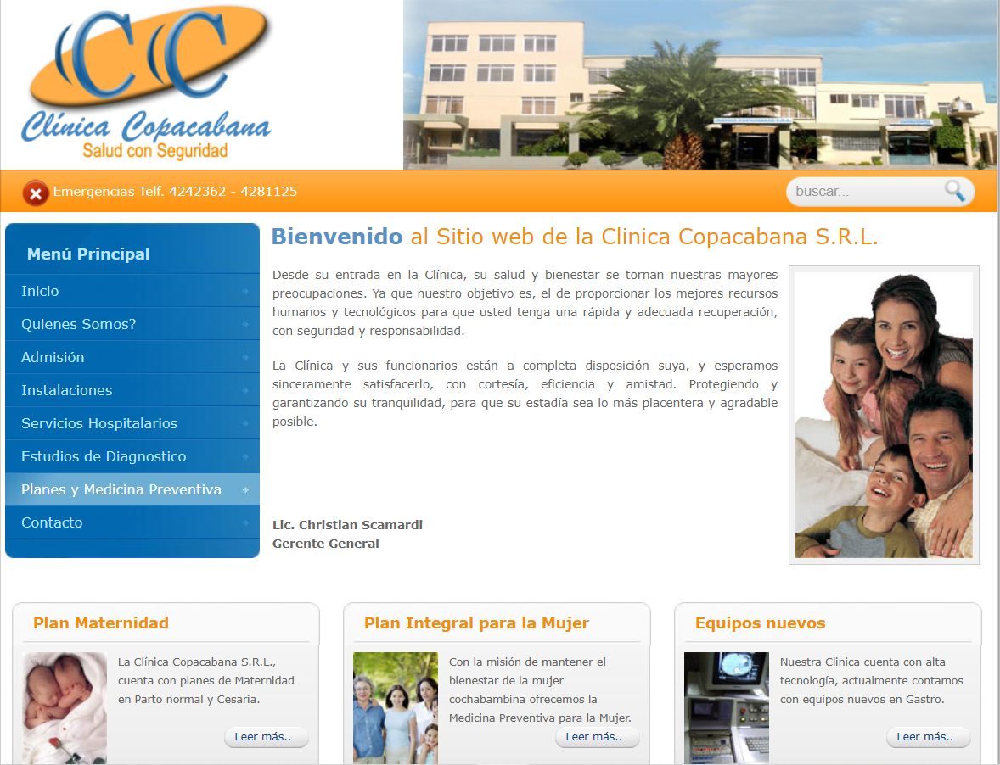 CC
Clínica Copacabana
Salud con Seguridad
CLINICA COPACABANA S.R.L.
Emergencias Telf. 4242362 - 4281125
buscar...
Menú Principal
Inicio
Quienes Somos?
Admisión
Instalaciones
Servicios Hospitalarios
Estudios de Diagnostico
Planes y Medicina Preventiva
Contacto
Bienvenido al Sitio web de la Clinica Copacabana S.R.L.
Desde su entrada en la Clínica, su salud y bienestar se tornan nuestras mayores
preocupaciones. Ya que nuestro objetivo es, el de proporcionar los mejores recursos
humanos y tecnológicos para que usted tenga una rápida y adecuada recuperación,
con seguridad y responsabilidad.
La Clínica y sus funcionarios están a completa disposición suya, y esperamos
sinceramente satisfacerlo, con cortesía, eficiencia y amistad. Protegiendo y
garantizando su tranquilidad, para que su estadía sea lo más placentera y agradable
posible.
Lic. Christian Scamardi
Gerente General
Plan Maternidad
La Clínica Copacabana S.R.L.,
cuenta con planes de Maternidad
en Parto normal y Cesaria.
Leer más..
Plan Integral para la Mujer
Con la misión de mantener el
bienestar de la mujer
cochabambina ofrecemos la
Medicina Preventiva para la Mujer.
Leer más..
Equipos nuevos
Nuestra Clinica cuenta con alta
tecnología, actualmente contamos
con equipos nuevos en Gastro.
Leer más..